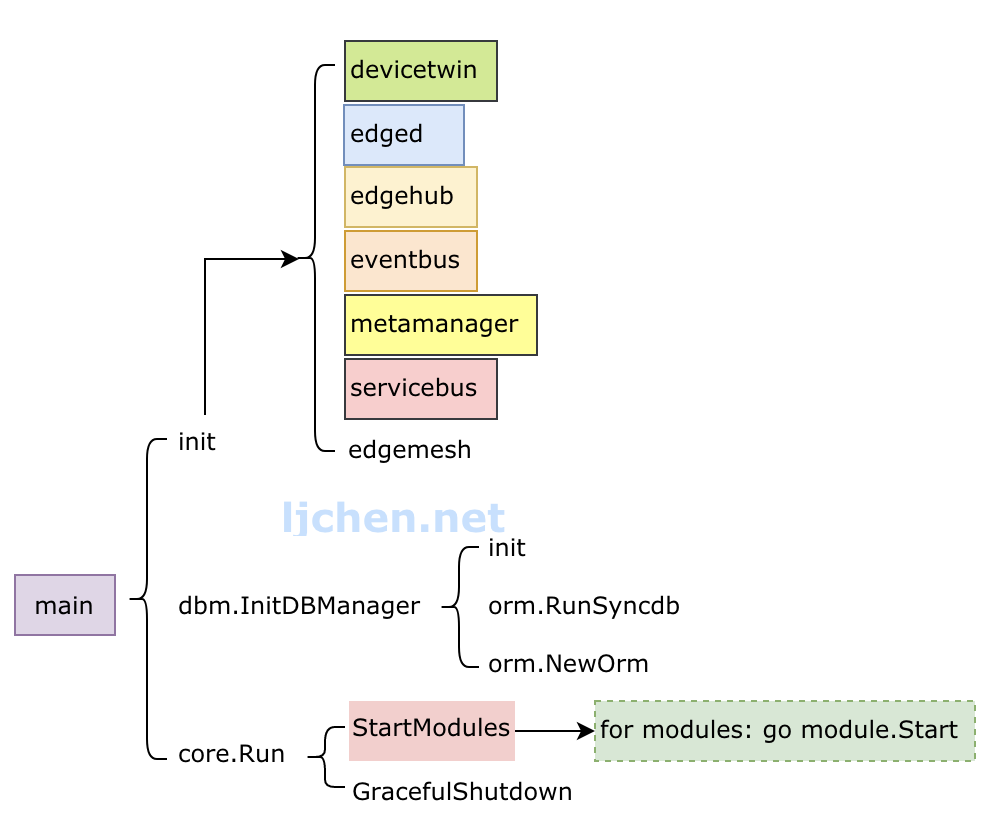 devicetwin
edged
edgehub
eventbus
metamanager
servicebus
init
edgemesh
ljchen.net
init
main
dbm.InitDBManager
orm.RunSyncdb
orm.NewOrm
StartModules
for modules: go module.Start
core.Run
GracefulShutdown